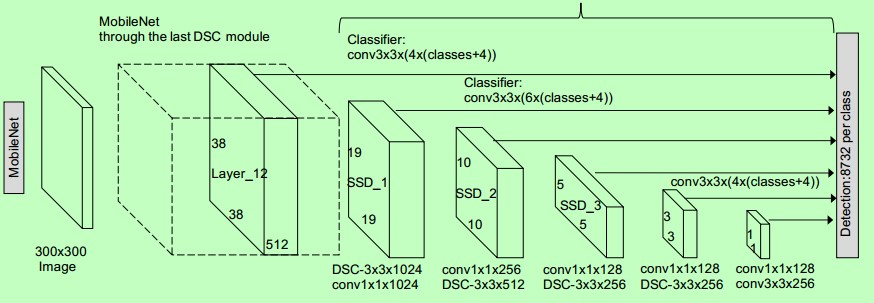 MobileNet
through the last DSC module
Classifier:
conv3x3x(4x(classes+4))
Classifier:
conv3x3x(6x(classes+4))
MobileNet
38
Layer_12
38
512
19
SSD_1
19
10
SSD_2
10
5
SSD_3
5
conv3x3x(4x(classes+4))
3
3
1
1
Detection:8732 per class
300x300
Image
DSC-3x3x1024
conv1x1x1024
conv1x1x256
DSC-3x3x512
conv1x1x128
DSC-3x3x256
conv1x1x128
DSC-3x3x256
conv1x1x128
conv3x3x256